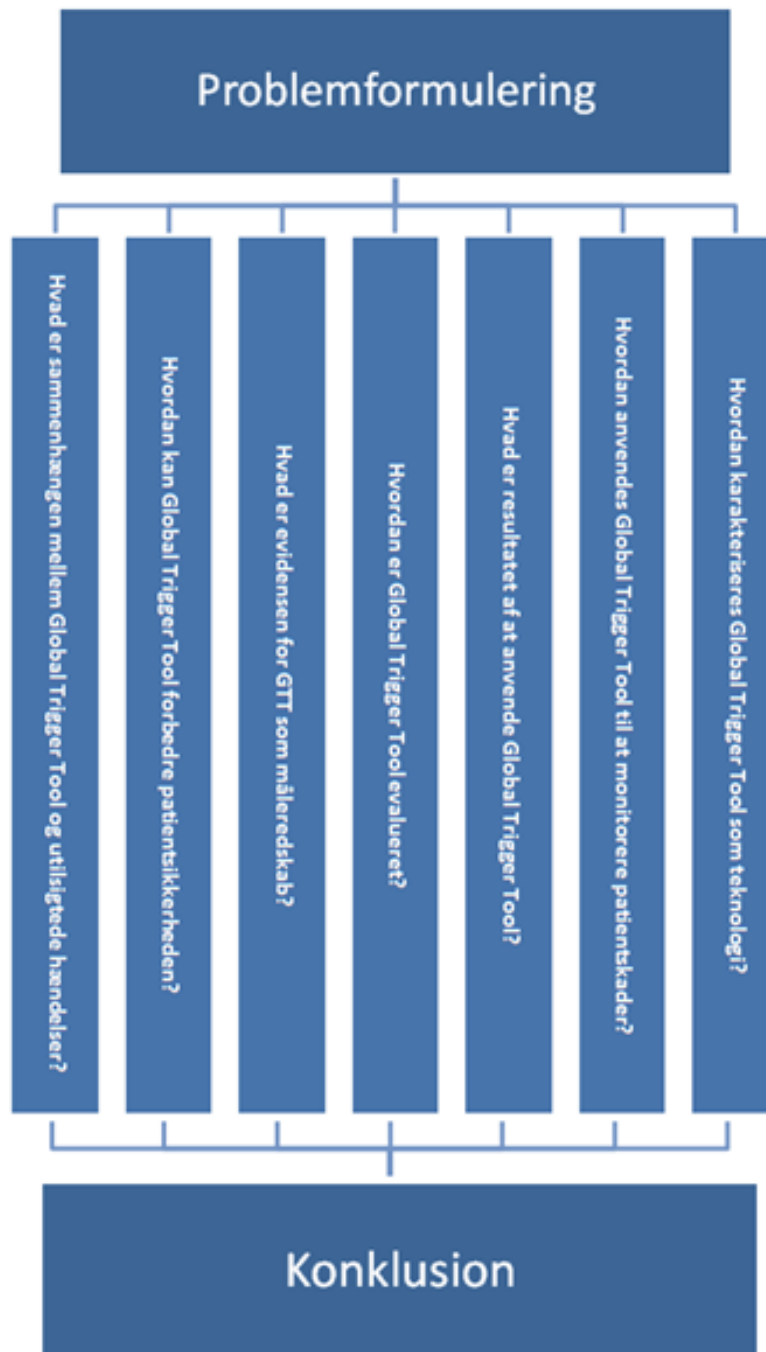 Problemformulering
Hvad er sammenhængen mellem Global Trigger Tool og utilsigtede hændelser?
Hvordan kan Global Trigger Tool forbedre patientsikkerheden?
Hvad er evidensen for GTT som måleredskab?
Hvordan er Global Trigger Tool evalueret?
Hvad er resultatet af at anvende Global Trigger Tool?
Hvordan anvendes Global Trigger Tool til at monitorere patientskader?
Hvordan karakteriseres Global Trigger Tool som teknologi?
Konklusion